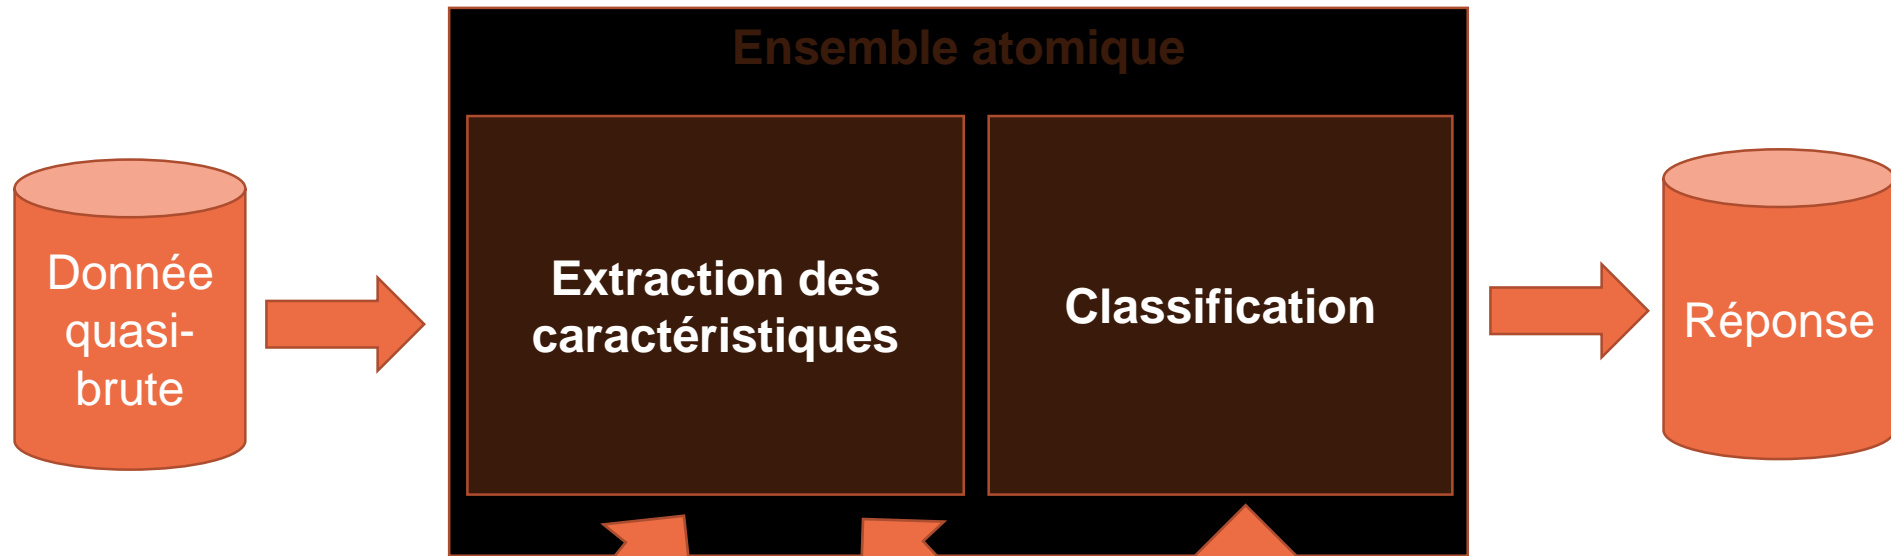 Ensemble atomique
Donnée
quasi-
brute
Extraction des
caractéristiques
Classification
Réponse